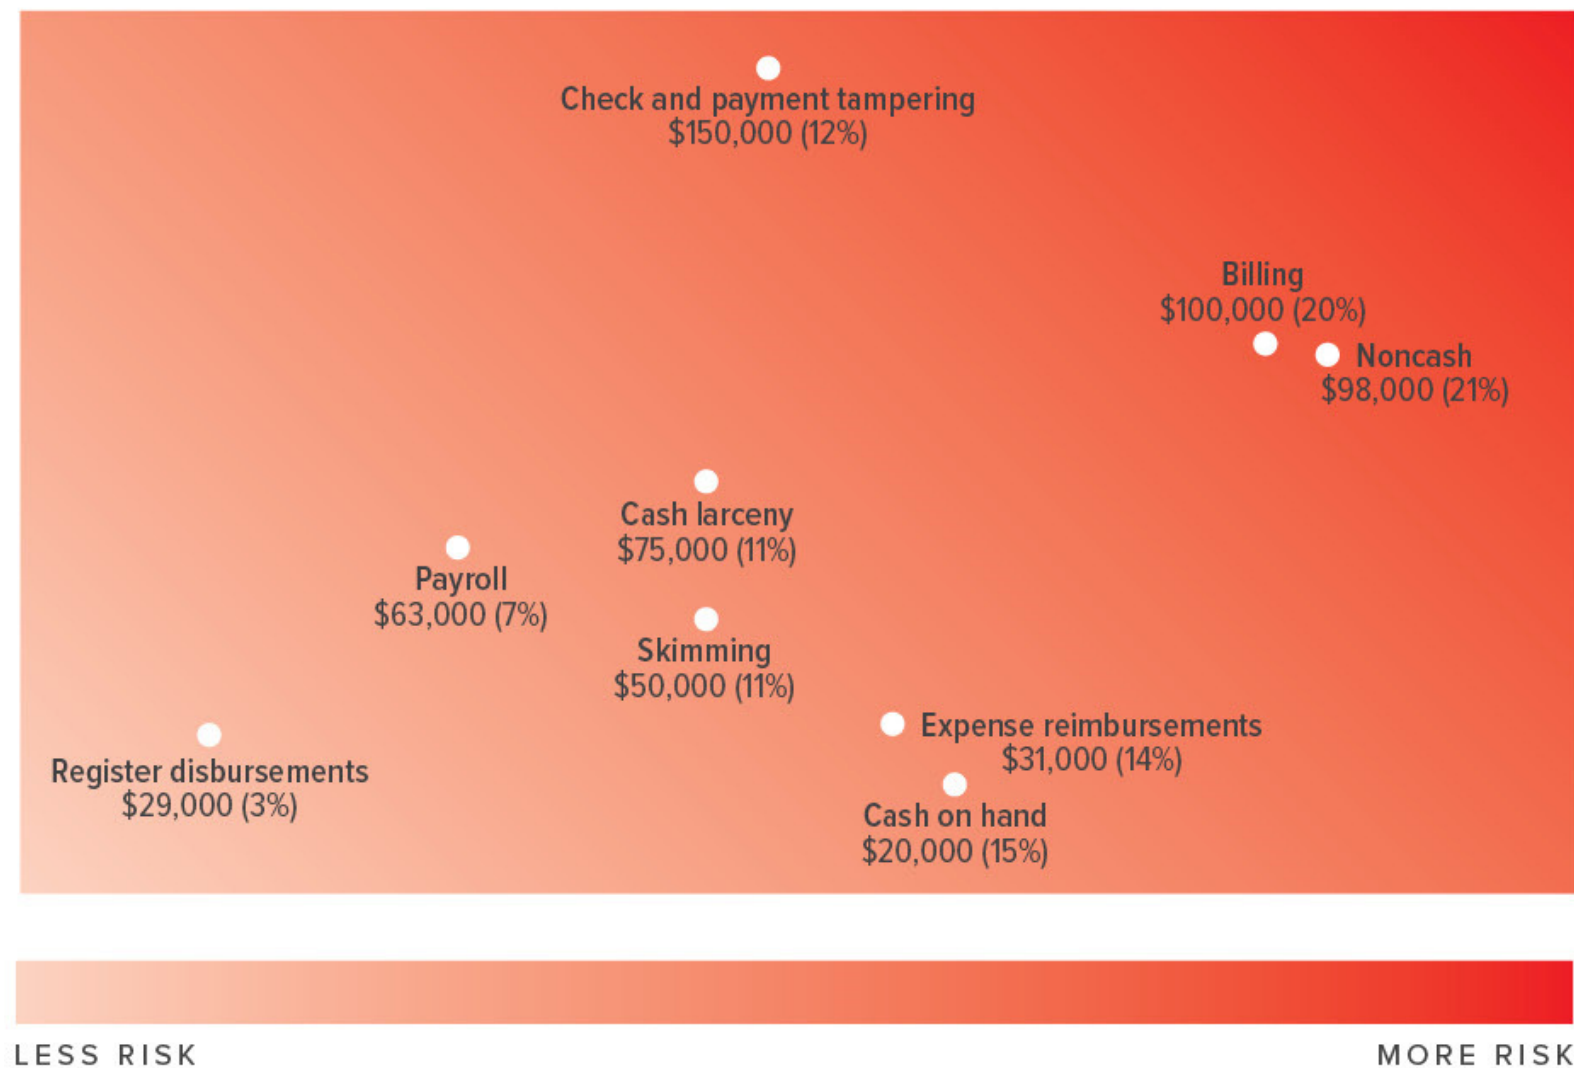 Check and payment tampering
$150,000 (12%)
Billing
$100,000 (20%)
Noncash
$98,000 (21%)
Cash larceny
$75,000 (11%)
Payroll
$63,000 (7%)
Skimming
$50,000 (11%)
Expense reimbursements
$31,000 (14%)
Register disbursements
$29,000 (3%)
Cash on hand
$20,000 (15%)
LESS RISK
MORE RISK